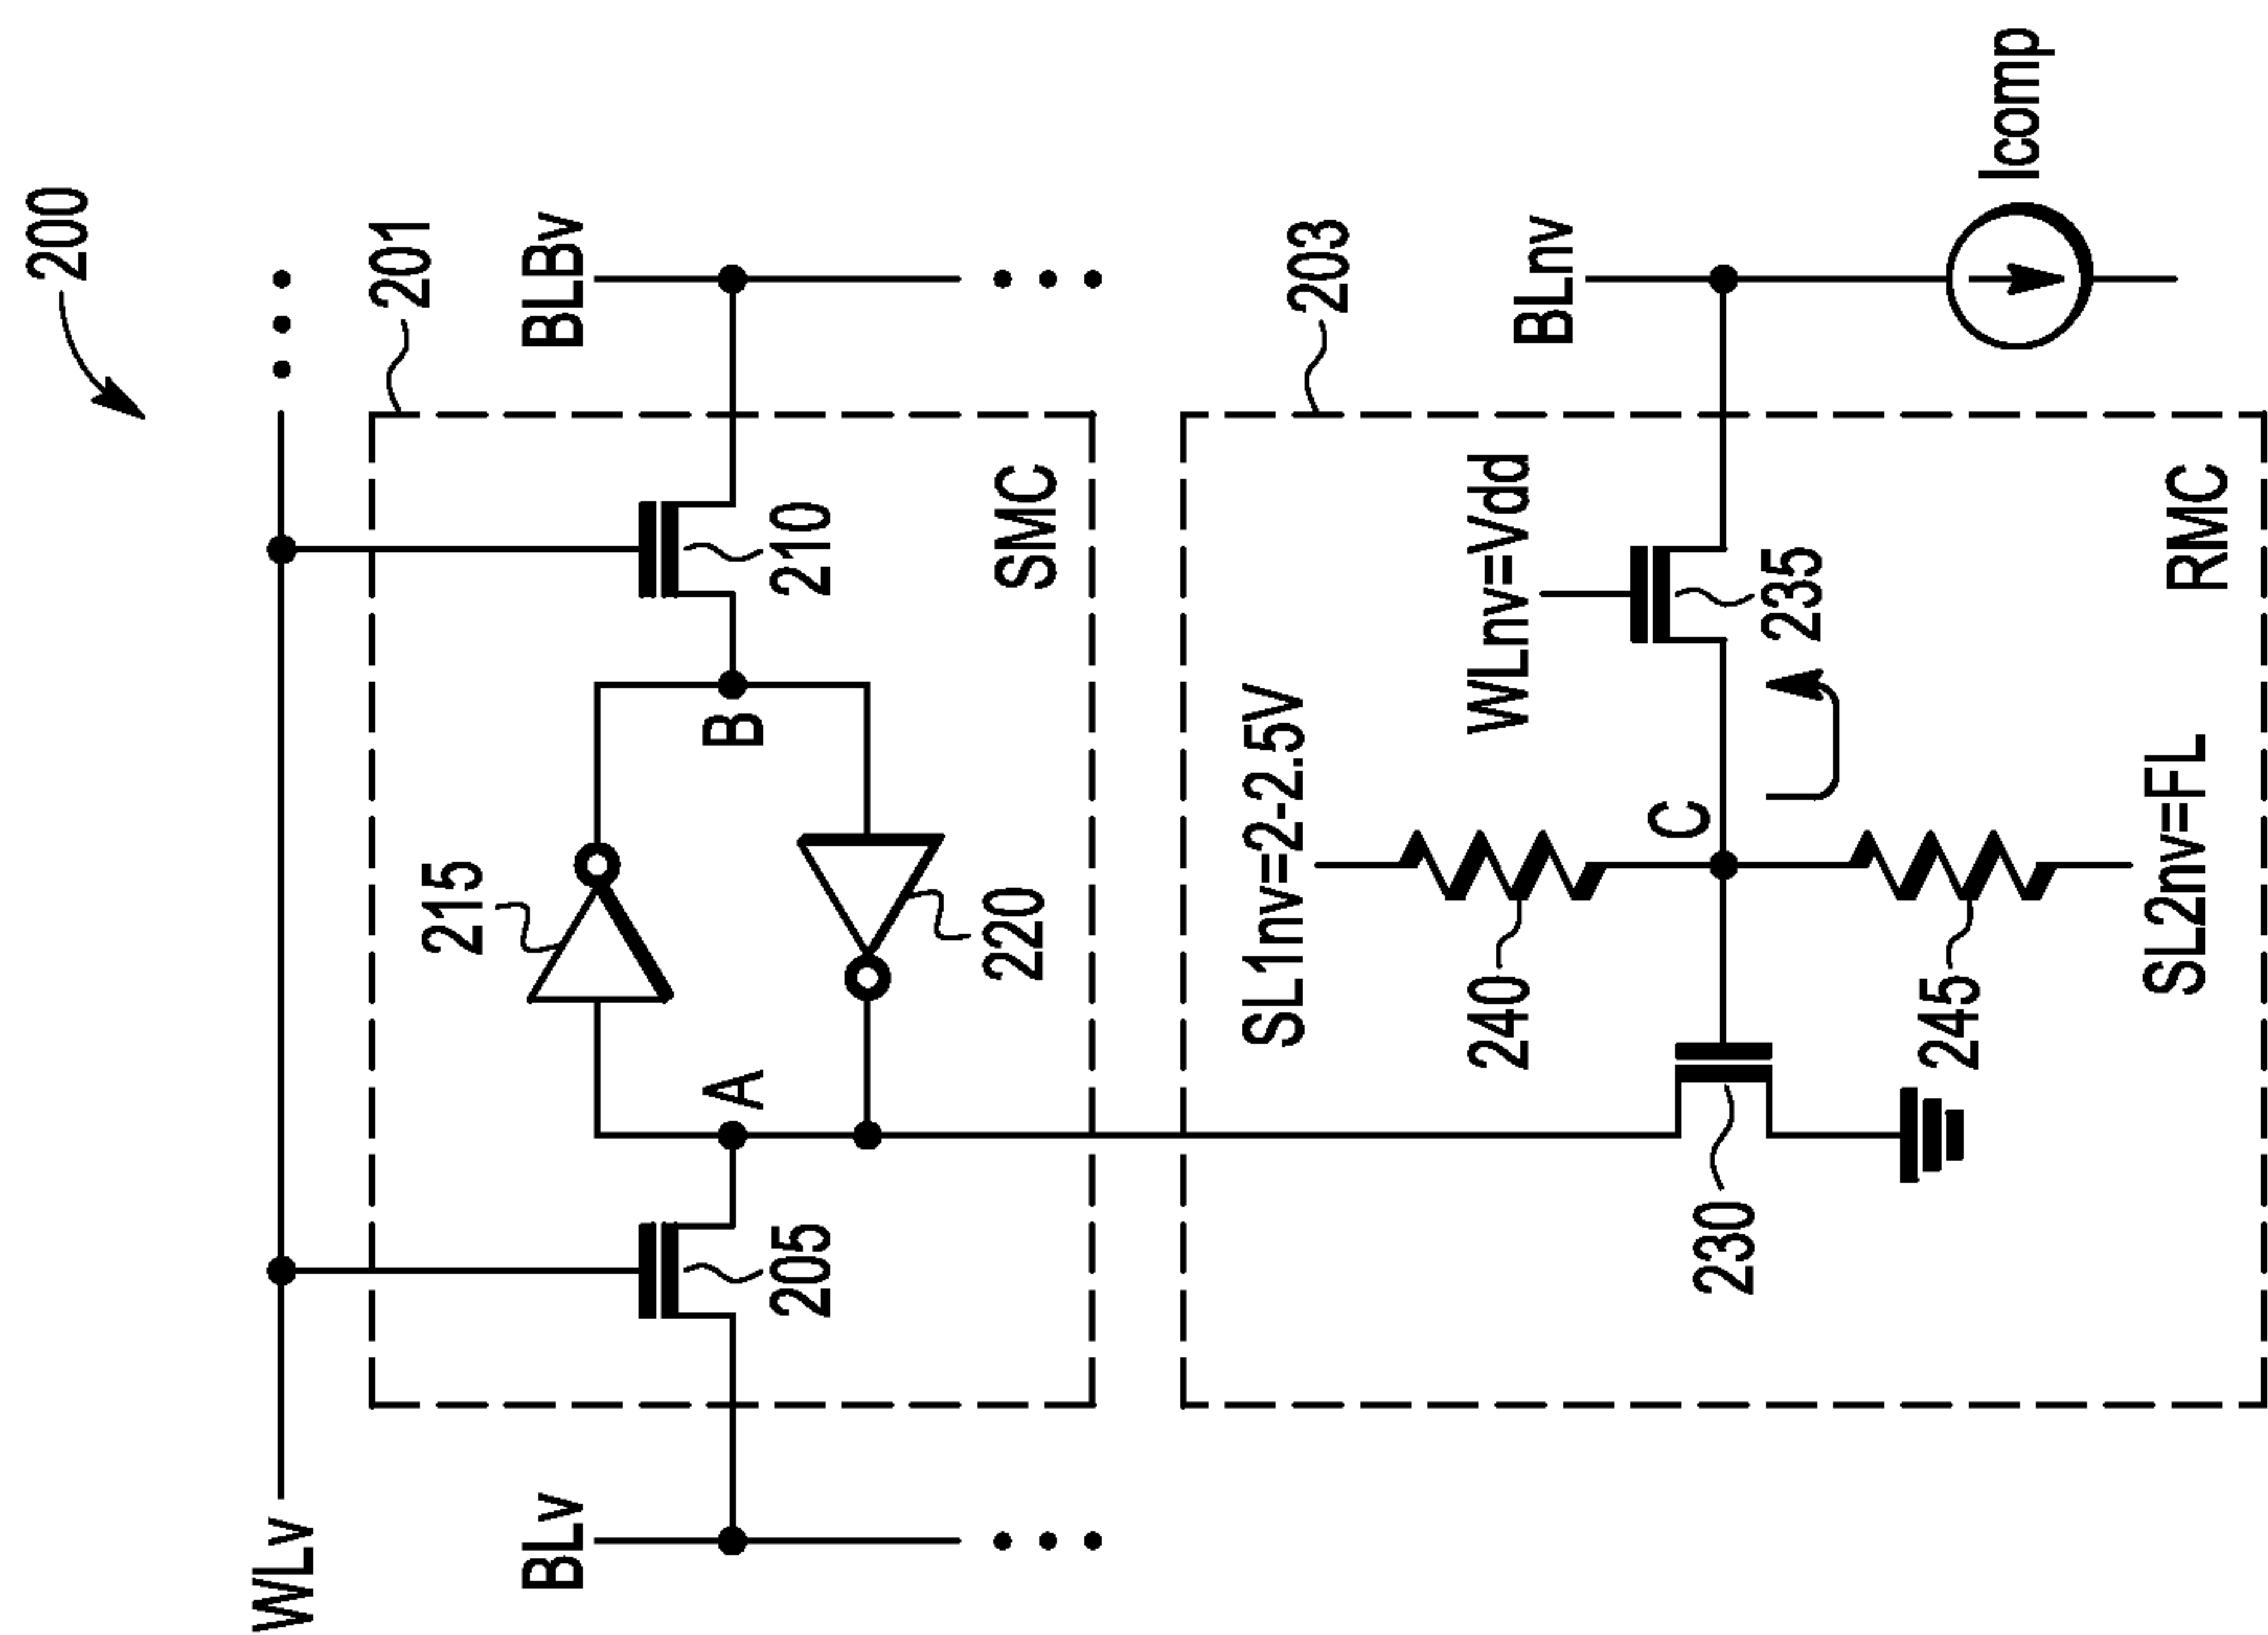 200
WLv
201
215
BLv
BLBv
A
B
205
210
220
SMC
SL1nv=2-2.5V
203
240
WLnv=Vdd
BLnv
C
230
235
245
Icomp
SL2nv=FL
RMC